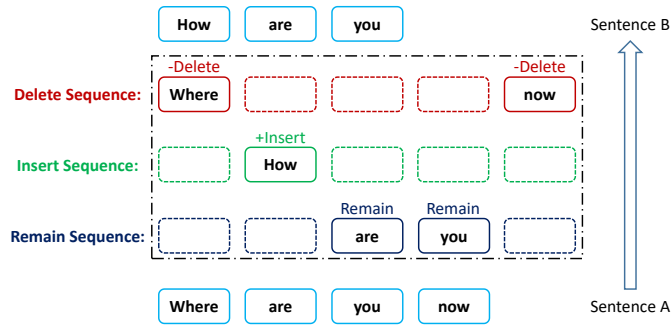 How are you Sentence B
-Delete -Delete
Delete Sequence: Where now
+Insert
Insert Sequence: How
Remain Remain
Remain Sequence: are you
Where are you now Sentence A